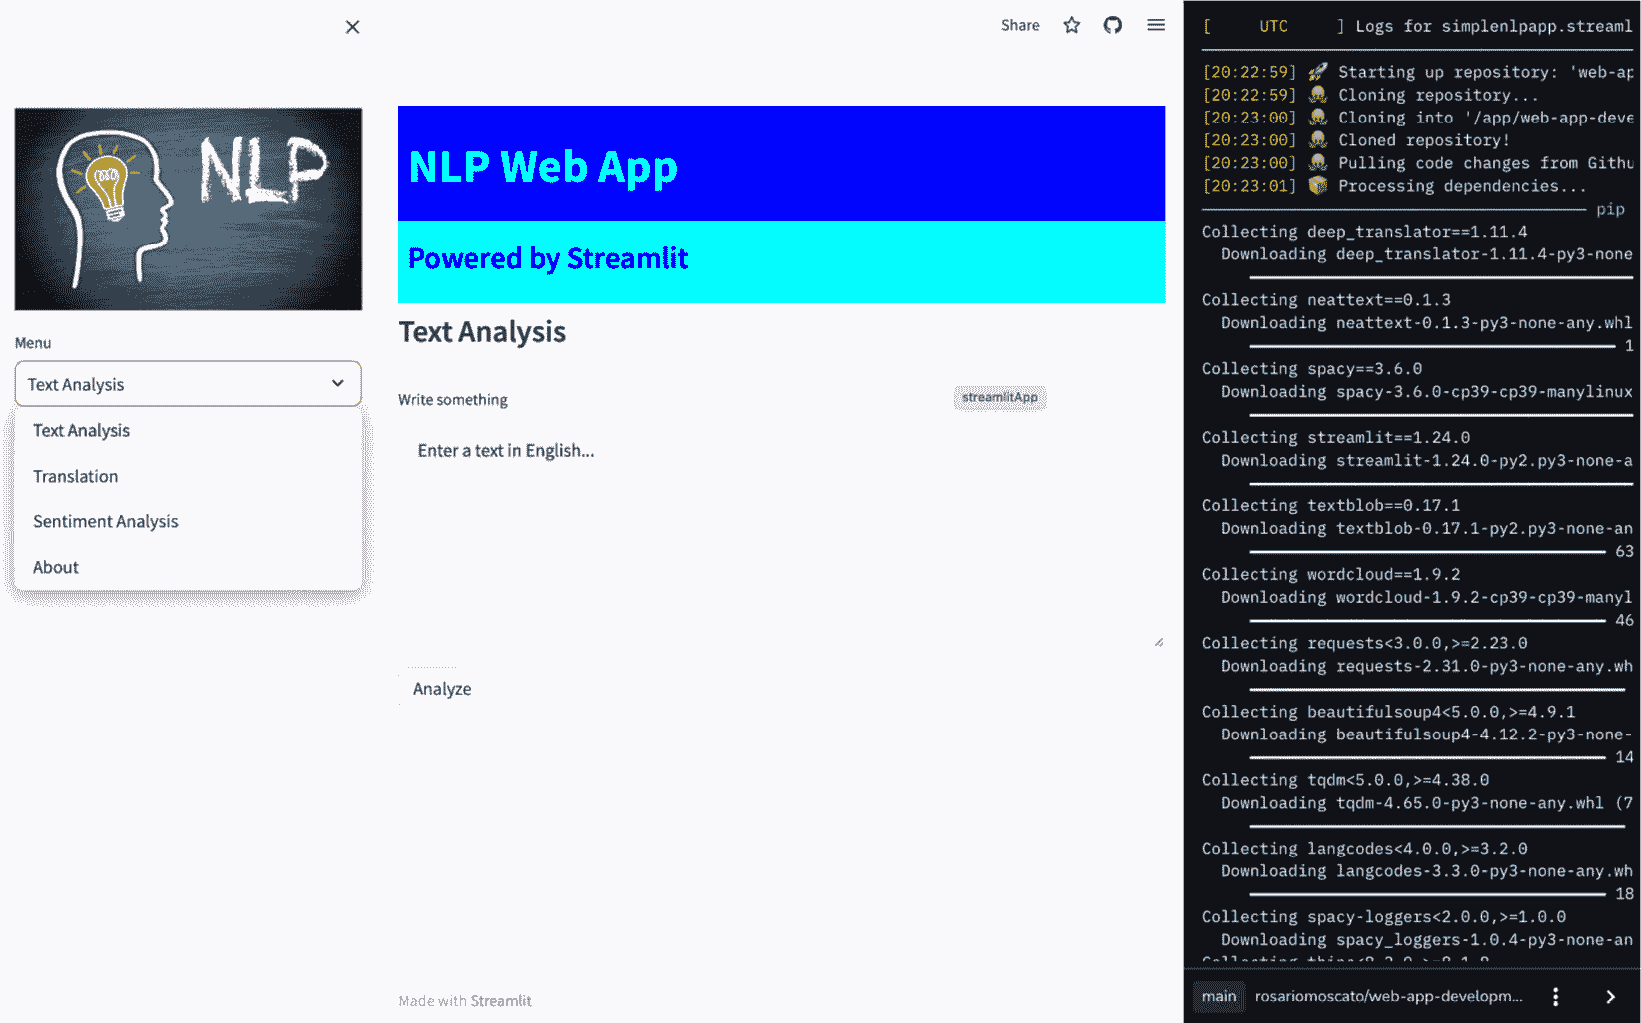 NLP
Menu
Text Analysis
Text Analysis
Translation
Sentiment Analysis
About
Share
NLP Web App
Powered by Streamlit
Text Analysis
Write something
streamlitApp
Enter a text in English...
Analyze
Made with Streamlit
[ UTC ] Logs for simplenlpapp.streaml
[20:22:59] 🚀 Starting up repository: 'web-ap
[20:22:59] 🐙 Cloning repository...
[20:23:00] 🐙 Cloning into '/app/web-app-deve
[20:23:00] 🐙 Cloned repository!
[20:23:00] 🐙 Pulling code changes from Githu
[20:23:01] 📦 Processing dependencies...
pip
Collecting deep_translator==1.11.4
Downloading deep_translator-1.11.4-py3-none
Collecting neattext==0.1.3
Downloading neattext-0.1.3-py3-none-any.whl
1
Collecting spacy==3.6.0
Downloading spacy-3.6.0-cp39-cp39-manylinux
Collecting streamlit==1.24.0
Downloading streamlit-1.24.0-py2.py3-none-a
Collecting textblob==0.17.1
Downloading textblob-0.17.1-py2.py3-none-an
63
Collecting wordcloud==1.9.2
Downloading wordcloud-1.9.2-cp39-cp39-manyl
46
Collecting requests<3.0.0,>=2.23.0
Downloading requests-2.31.0-py3-none-any.wh
Collecting beautifulsoup4<5.0.0,>=4.9.1
Downloading beautifulsoup4-4.12.2-py3-none-
14
Collecting tqdm<5.0.0,>=4.38.0
Downloading tqdm-4.65.0-py3-none-any.whl (7
Collecting langcodes<4.0.0,>=3.2.0
Downloading langcodes-3.3.0-py3-none-any.wh
18
Collecting spacy-loggers<2.0.0,>=1.0.0
Downloading spacy_loggers-1.0.4-py3-none-an
main rosariomoscato/web-app-developm...